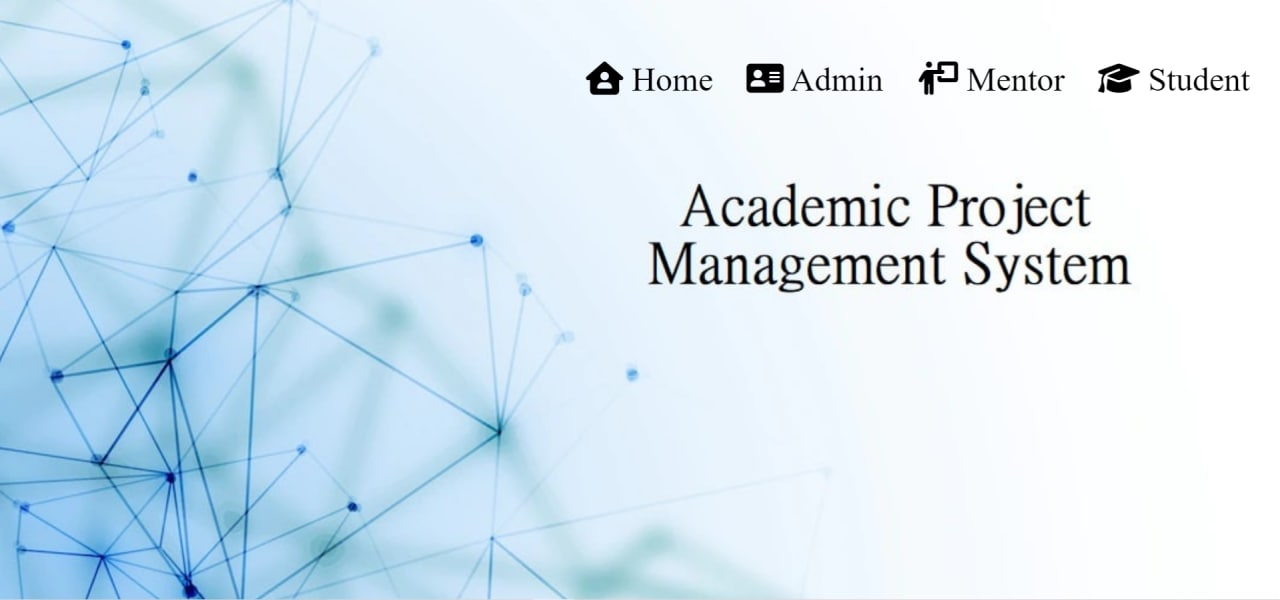 Home Admin Mentor Student
Academic Project
Management System